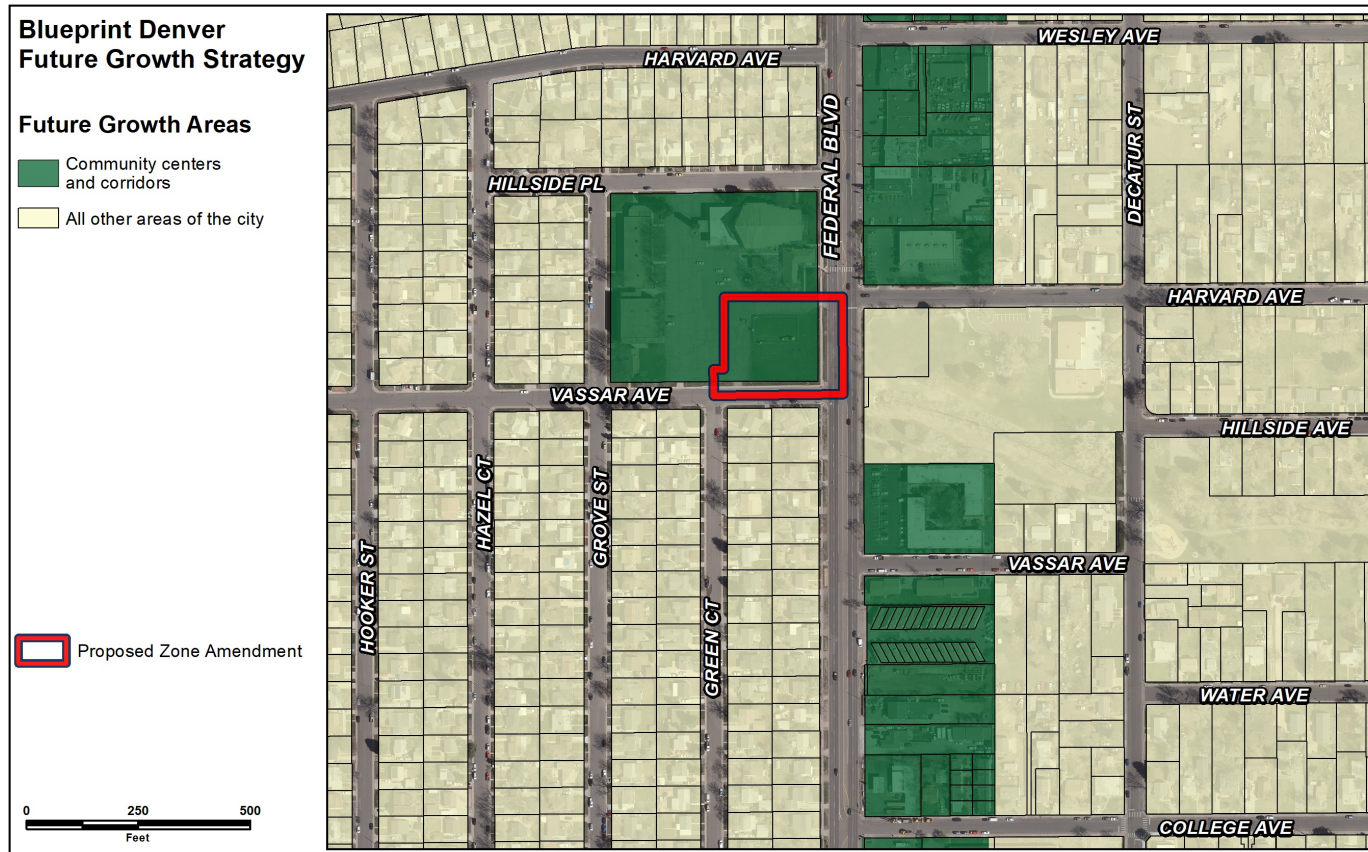 Blueprint Denver
Future Growth Strategy
Future Growth Areas
Community centers
and corridors
All other areas of the city
Proposed Zone Amendment
0 250 500
Feet
WESLEY AVE
HARVARD AVE
FEDERAL BLVD
DECATUR ST
HILLSIDE PL
HARVARD AVE
VASSAR AVE
HILLSIDE AVE
HOOKER ST
HAZEL CT
GROVE ST
GREEN CT
VASSAR AVE
WATER AVE
COLLEGE AVE